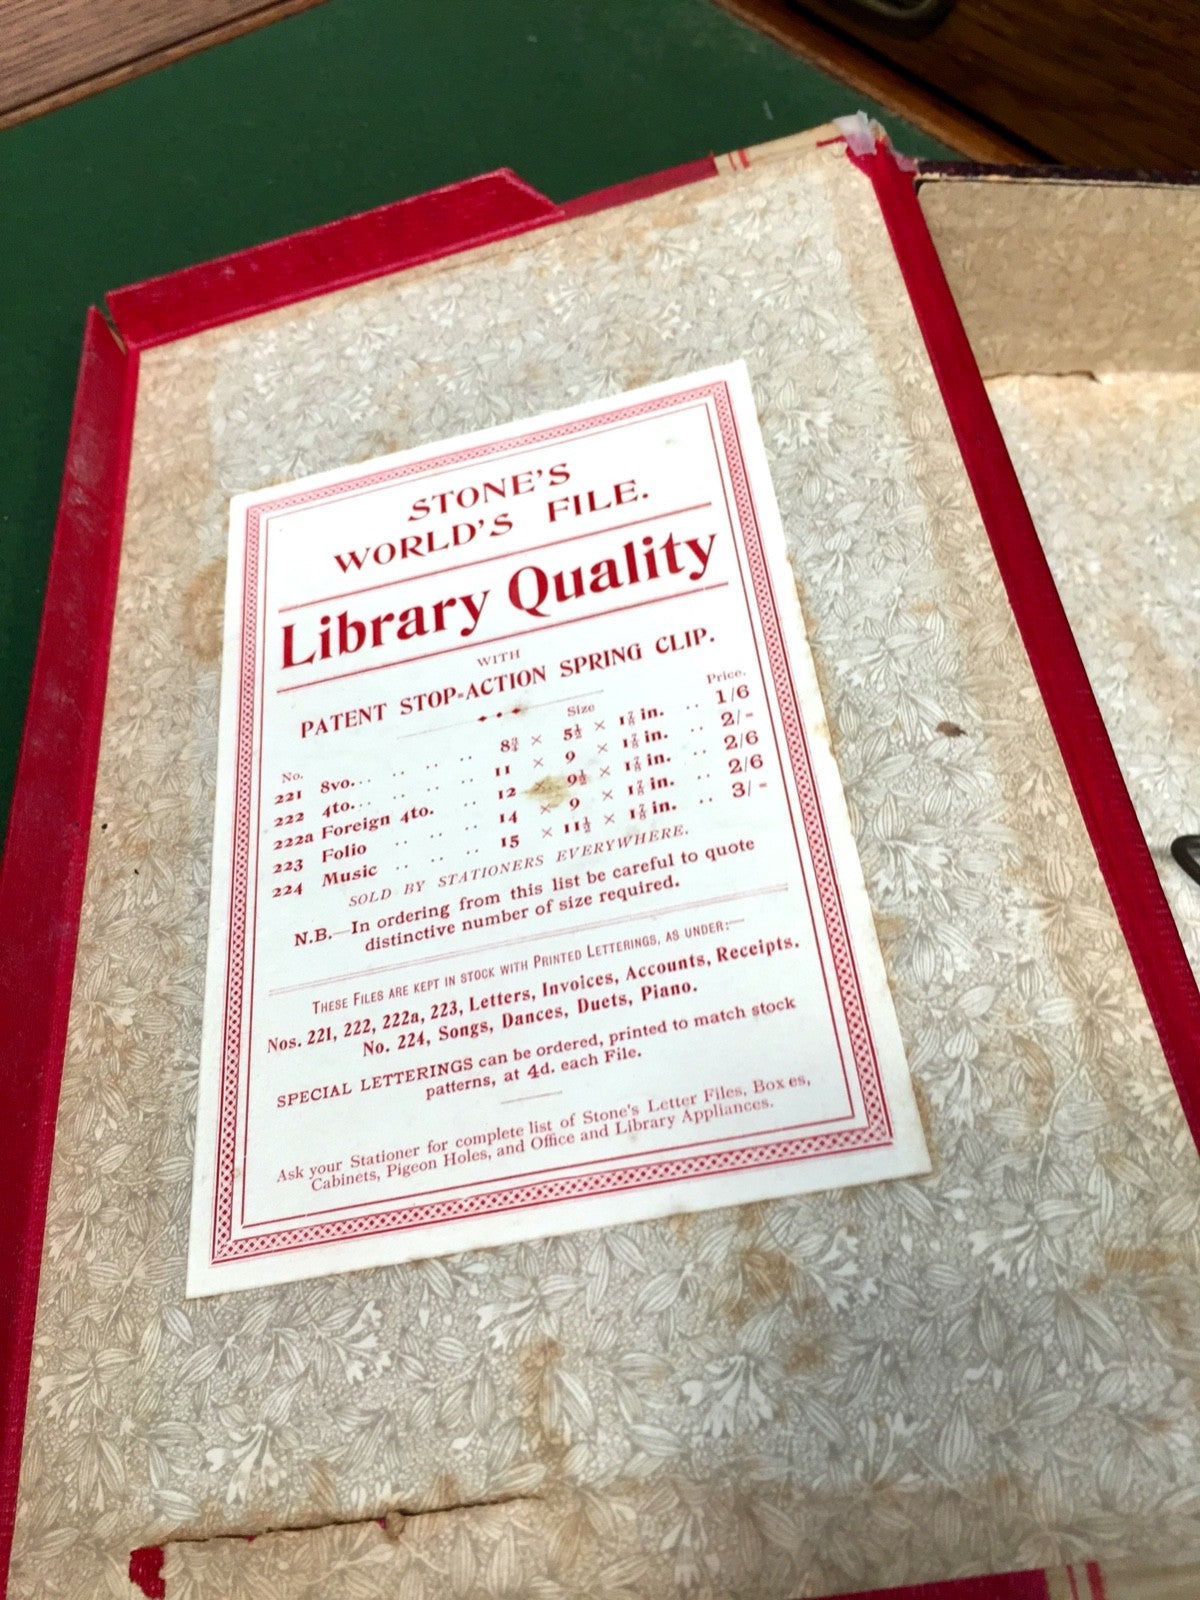 STONE'S
WORLD'S FILE.
Library Quality
WITH
PATENT STOP-ACTION SPRING CLIP.
No. Size Price.
221 8vo... .. .. .. 8¾ × 5½ × 1⅞ in. .. 1/6
222 4to... .. .. .. 11 × 9 × 1⅞ in. .. 2/-
222a Foreign 4to. .. 12 × 9½ × 1⅞ in. .. 2/6
223 Folio .. .. .. 14 × 9 × 1⅞ in. .. 2/6
224 Music .. .. .. 15 × 11½ × 1⅞ in. .. 3/-
SOLD BY STATIONERS EVERYWHERE.
N.B.—In ordering from this list be careful to quote
distinctive number of size required.
THESE FILES ARE KEPT IN STOCK WITH PRINTED LETTERINGS, AS UNDER:—
Nos. 221, 222, 222a, 223, Letters, Invoices, Accounts, Receipts.
No. 224, Songs, Dances, Duets, Piano.
SPECIAL LETTERINGS can be ordered, printed to match stock
patterns, at 4d. each File.
Ask your Stationer for complete list of Stone's Letter Files, Boxes,
Cabinets, Pigeon Holes, and Office and Library Appliances.